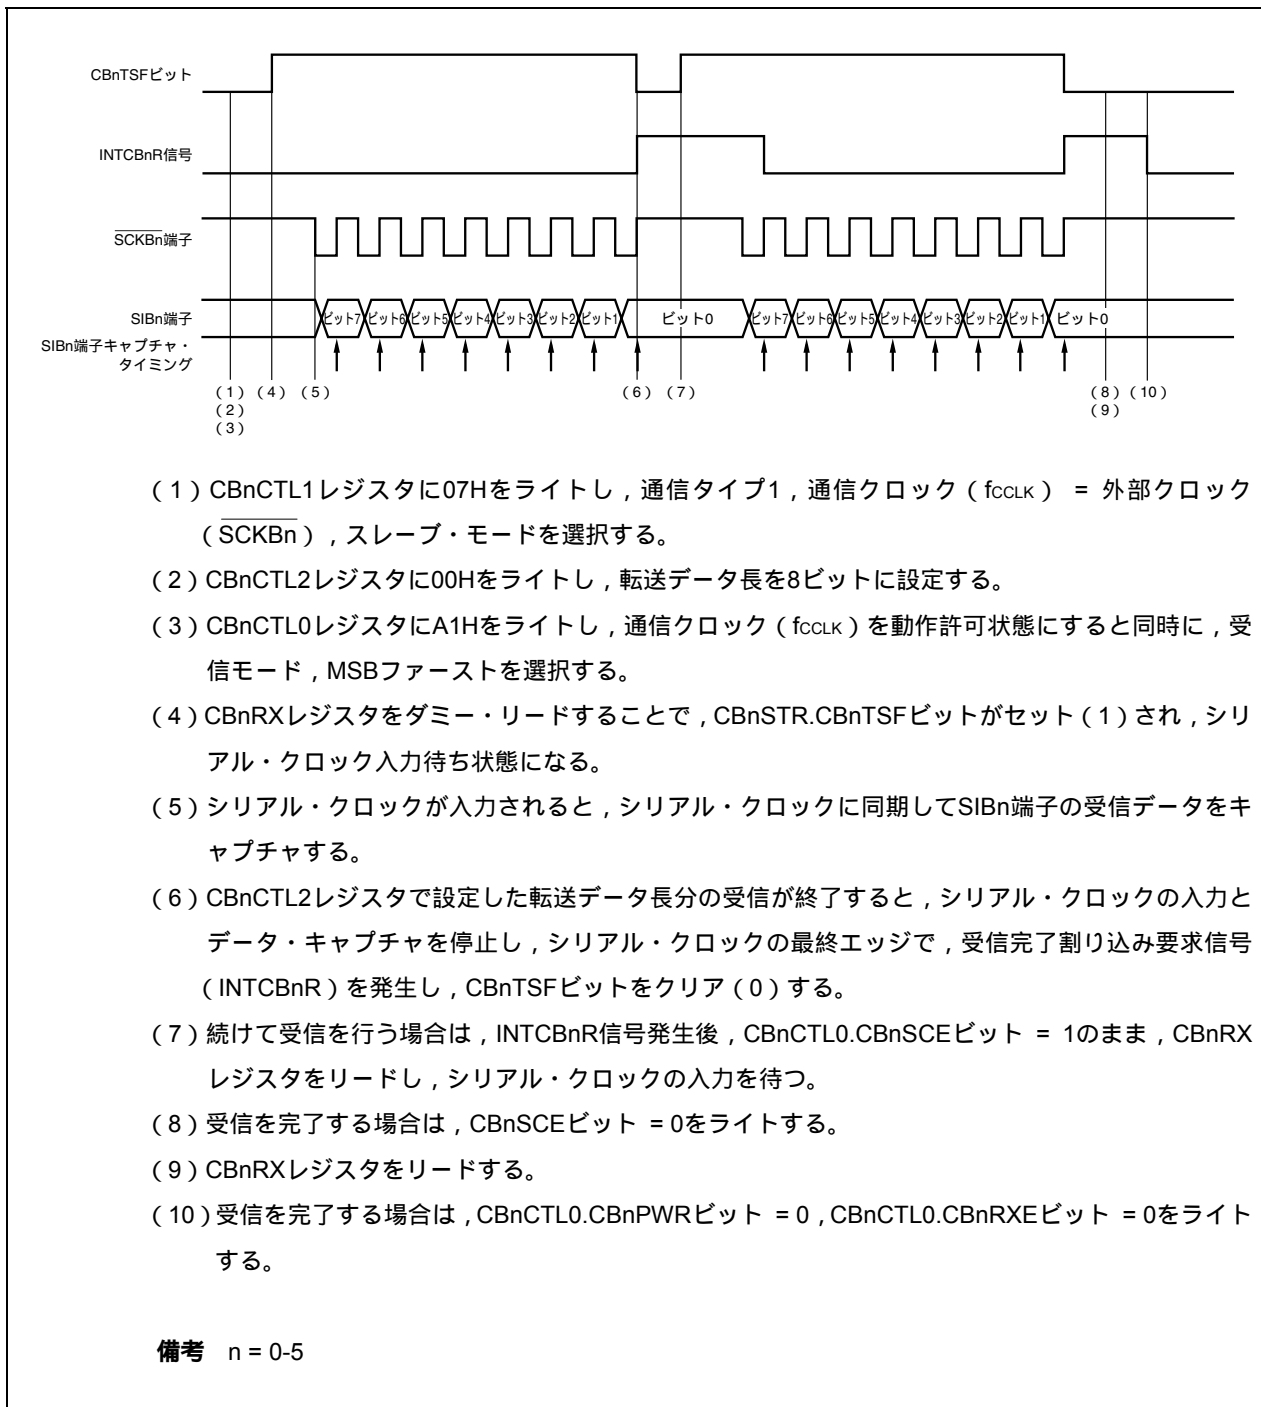 CBnTSFビット
INTCBnR信号
SCKBn端子
SIBn端子
ビット7 ビット6 ビット5 ビット4 ビット3 ビット2 ビット1 ビット0 ビット7 ビット6 ビット5 ビット4 ビット3 ビット2 ビット1 ビット0
SIBn端子キャプチャ・
タイミング
（1）（4）（5）（6）（7）（8）（10）
（2）（9）
（3）
（1）CBnCTL1レジスタに07Hをライトし，通信タイプ1，通信クロック（fCCLK） = 外部クロック
（SCKBn），スレーブ・モードを選択する。
（2）CBnCTL2レジスタに00Hをライトし，転送データ長を8ビットに設定する。
（3）CBnCTL0レジスタにA1Hをライトし，通信クロック（fCCLK）を動作許可状態にすると同時に，受
信モード，MSBファーストを選択する。
（4）CBnRXレジスタをダミー・リードすることで，CBnSTR.CBnTSFビットがセット（1）され，シリ
アル・クロック入力待ち状態になる。
（5）シリアル・クロックが入力されると，シリアル・クロックに同期してSIBn端子の受信データをキ
ャプチャする。
（6）CBnCTL2レジスタで設定した転送データ長分の受信が終了すると，シリアル・クロックの入力と
データ・キャプチャを停止し，シリアル・クロックの最終エッジで，受信完了割り込み要求信号
（INTCBnR）を発生し，CBnTSFビットをクリア（0）する。
（7）続けて受信を行う場合は，INTCBnR信号発生後，CBnCTL0.CBnSCEビット = 1のまま，CBnRX
レジスタをリードし，シリアル・クロックの入力を待つ。
（8）受信を完了する場合は，CBnSCEビット = 0をライトする。
（9）CBnRXレジスタをリードする。
（10）受信を完了する場合は，CBnCTL0.CBnPWRビット = 0，CBnCTL0.CBnRXEビット = 0をライト
する。
備考 n = 0-5